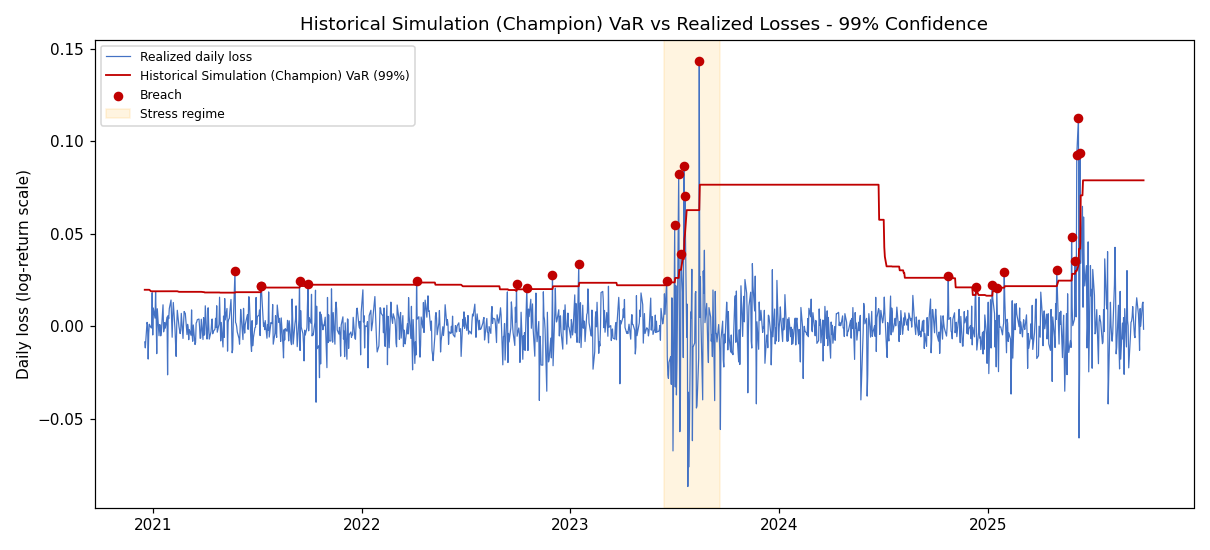 Historical Simulation (Champion) VaR vs Realized Losses - 99% Confidence
Realized daily loss
Historical Simulation (Champion) VaR (99%)
Breach
Stress regime
Daily loss (log-return scale)
0.15
0.10
0.05
0.00
−0.05
2021
2022
2023
2024
2025